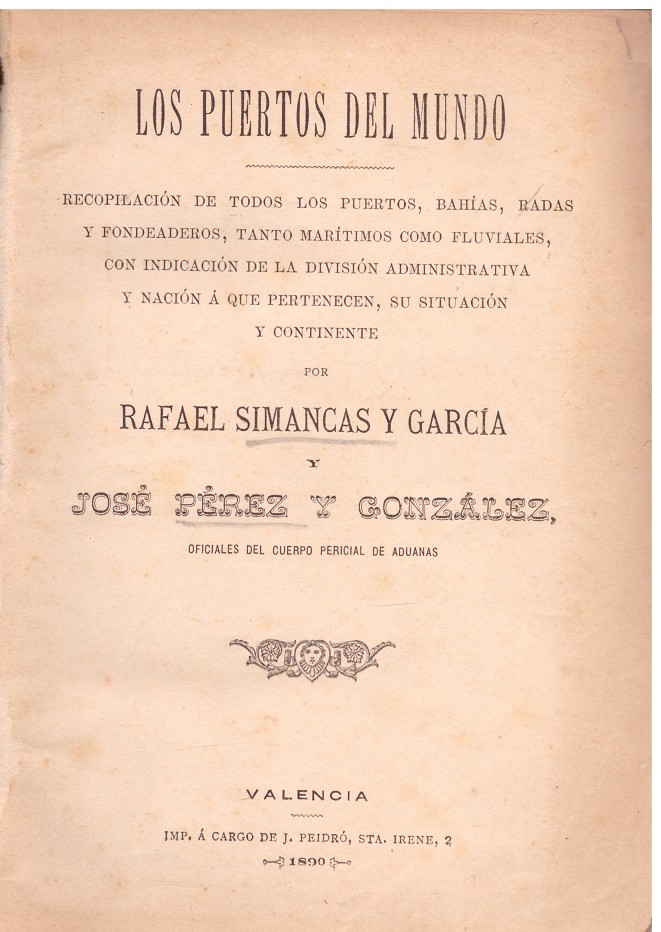 LOS PUERTOS DEL MUNDO
RECOPILACIÓN DE TODOS LOS PUERTOS, BAHÍAS, RADAS
Y FONDEADEROS, TANTO MARÍTIMOS COMO FLUVIALES,
CON INDICACIÓN DE LA DIVISIÓN ADMINISTRATIVA
Y NACIÓN Á QUE PERTENECEN, SU SITUACIÓN
Y CONTINENTE
POR
RAFAEL SIMANCAS Y GARCÍA
Y
JOSÉ PÉREZ Y GONZÁLEZ,
OFICIALES DEL CUERPO PERICIAL DE ADUANAS
VALENCIA
IMP. Á CARGO DE J. PEIDRÓ, STA. IRENE, 2
1890